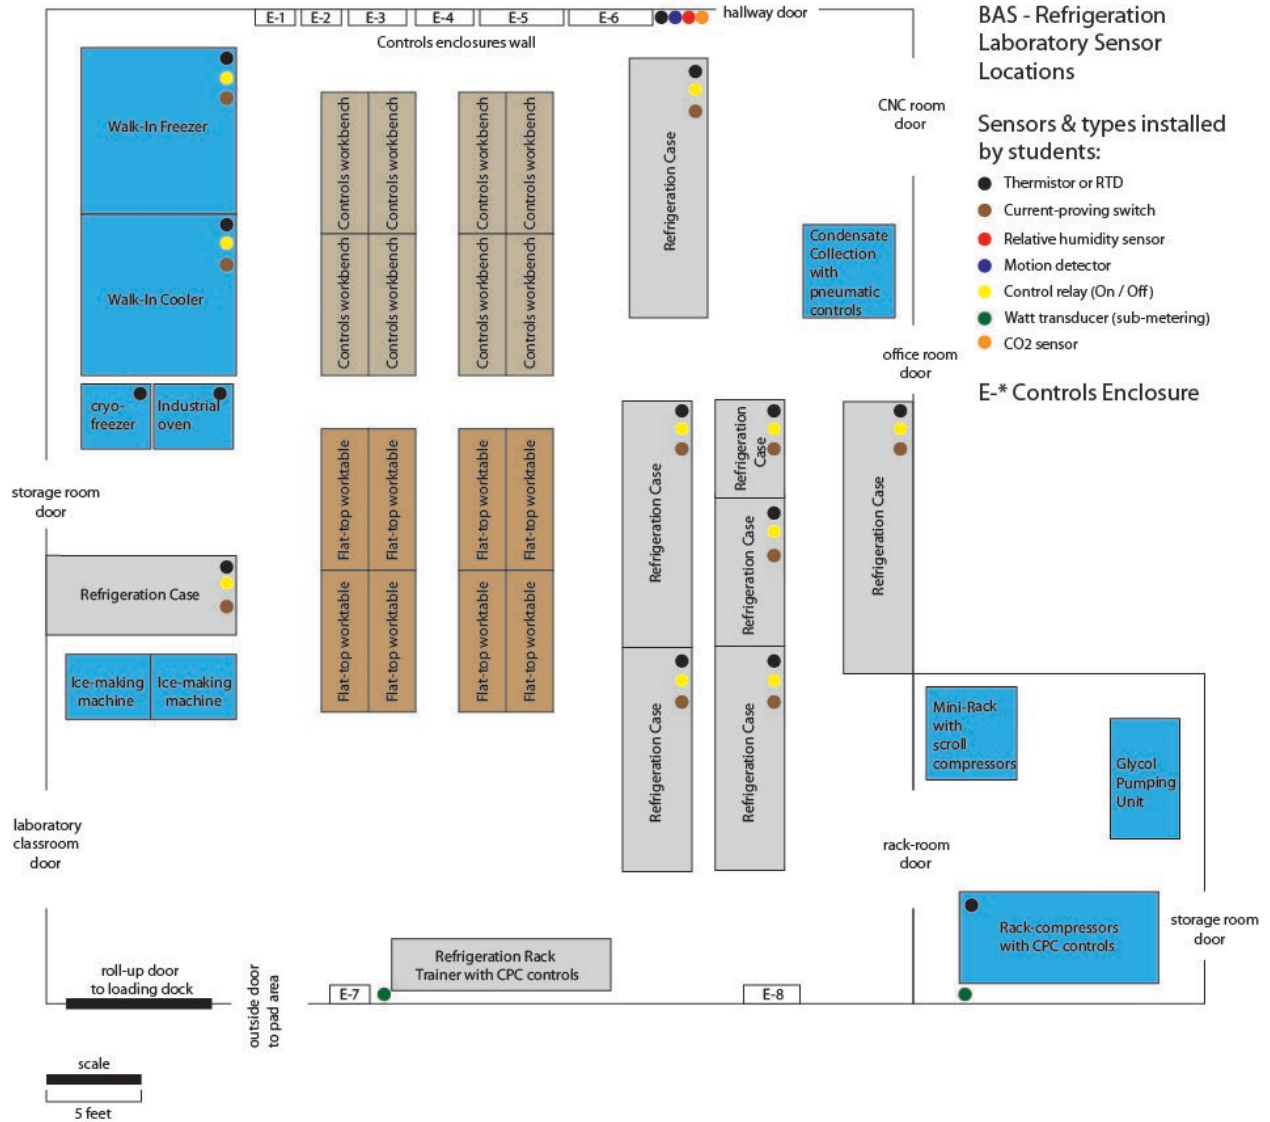 E-1
E-2
E-3
E-4
E-5
E-6
hallway door
Controls enclosures wall
BAS - Refrigeration
Laboratory Sensor
Locations
Sensors & types installed
by students:
Thermistor or RTD
Current-proving switch
Relative humidity sensor
Motion detector
Control relay (On / Off)
Watt transducer (sub-metering)
CO2 sensor
E-* Controls Enclosure
Walk-In Freezer
Walk-In Cooler
cryo-
freezer
Industrial
oven
storage room
door
Refrigeration Case
Ice-making
machine
Ice-making
machine
laboratory
classroom
door
roll-up door
to loading dock
outside door
to pad area
scale
5 feet
Controls workbench
Controls workbench
Controls workbench
Controls workbench
Controls workbench
Controls workbench
Controls workbench
Controls workbench
Flat-top worktable
Flat-top worktable
Flat-top worktable
Flat-top worktable
Flat-top worktable
Flat-top worktable
Flat-top worktable
Flat-top worktable
Refrigeration Case
CNC room
door
Condensate
Collection
with
pneumatic
controls
office room
door
Refrigeration Case
Refrigeration
Case
Refrigeration Case
Refrigeration Case
Refrigeration Case
Refrigeration Case
Mini-Rack
with
scroll
compressors
Glycol
Pumping
Unit
rack-room
door
Rack-compressors
with CPC controls
storage room
door
Refrigeration Rack
Trainer with CPC controls
E-7
E-8